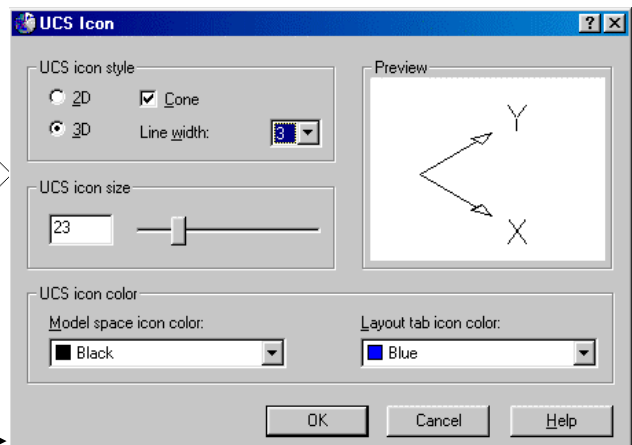 UCS Icon
UCS icon style
2D
Cone
3D
Line width:
3
Preview
Y
X
UCS icon size
23
UCS icon color
Model space icon color:
Layout tab icon color:
Black
Blue
OK
Cancel
Help